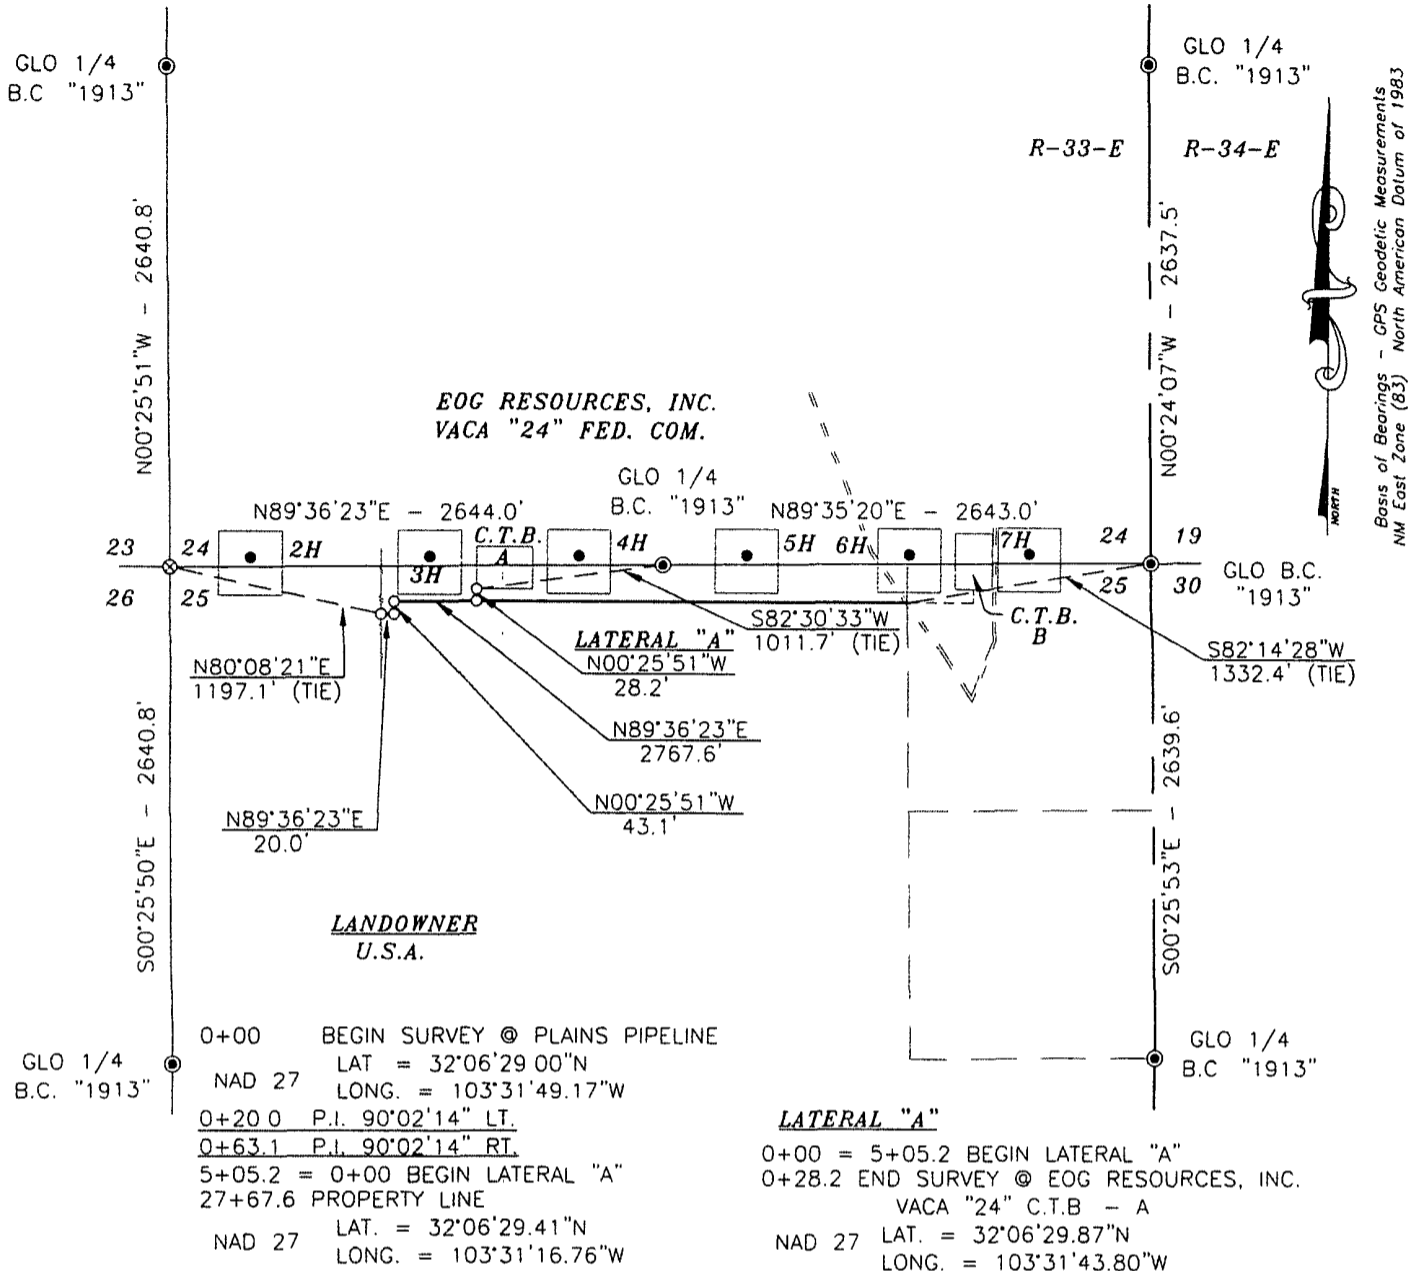 GLO 1/4
B.C "1913"
GLO 1/4
B.C. "1913"
R-33-E
R-34-E
N00°25'51"W - 2640.8'
N00°24'07"W - 2637.5'
Basis of Bearings - GPS Geodetic Measurements
NM East Zone (83) North American Datum of 1983
NORTH
EOG RESOURCES, INC.
VACA "24" FED. COM.
GLO 1/4
B.C. "1913"
N89°36'23"E - 2644.0'
N89°35'20"E - 2643.0'
23
24
2H
3H
C.T.B.
A
4H
5H
6H
7H
24
19
26
25
25
30
GLO B.C.
"1913"
C.T.B.
B
S82°30'33"W
1011.7' (TIE)
S82°14'28"W
1332.4' (TIE)
LATERAL "A"
N00°25'51"W
28.2'
N80°08'21"E
1197.1' (TIE)
N89°36'23"E
2767.6'
N00°25'51"W
43.1'
N89°36'23"E
20.0'
S00°25'50"E - 2640.8'
S00°25'53"E - 2639.6'
LANDOWNER
U.S.A.
GLO 1/4
B.C. "1913"
GLO 1/4
B.C "1913"
0+00 BEGIN SURVEY @ PLAINS PIPELINE
NAD 27
LAT = 32°06'29 00"N
LONG. = 103°31'49.17"W
0+20 0 P.I. 90°02'14" LT.
0+63.1 P.I. 90°02'14" RT.
5+05.2 = 0+00 BEGIN LATERAL "A"
27+67.6 PROPERTY LINE
NAD 27
LAT. = 32°06'29.41"N
LONG. = 103°31'16.76"W
LATERAL "A"
0+00 = 5+05.2 BEGIN LATERAL "A"
0+28.2 END SURVEY @ EOG RESOURCES, INC.
VACA "24" C.T.B - A
NAD 27
LAT. = 32°06'29.87"N
LONG. = 103°31'43.80"W